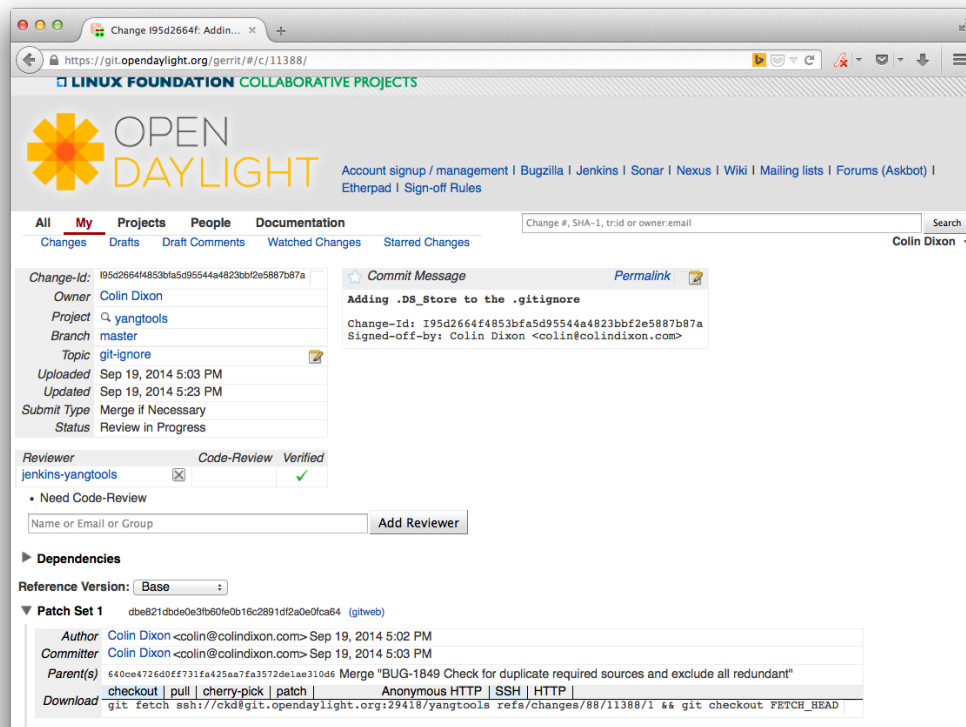 Change I95d2664f: Addin...
https://git.opendaylight.org/gerrit/#/c/11388/
LINUX FOUNDATION COLLABORATIVE PROJECTS
OPEN
DAYLIGHT
Account signup / management | Bugzilla | Jenkins | Sonar | Nexus | Wiki | Mailing lists | Forums (Askbot) |
Etherpad | Sign-off Rules
All My Projects People Documentation
Change #, SHA-1, tr:id or owner:email Search
Changes Drafts Draft Comments Watched Changes Starred Changes
Colin Dixon
Change-Id: I95d2664f4853bfa5d95544a4823bbf2e5887b87a
Owner Colin Dixon
Project yangtools
Branch master
Topic git-ignore
Uploaded Sep 19, 2014 5:03 PM
Updated Sep 19, 2014 5:23 PM
Submit Type Merge if Necessary
Status Review in Progress
Commit Message Permalink
Adding .DS_Store to the .gitignore
Change-Id: I95d2664f4853bfa5d95544a4823bbf2e5887b87a
Signed-off-by: Colin Dixon <colin@colindixon.com>
Reviewer Code-Review Verified
jenkins-yangtools
• Need Code-Review
Name or Email or Group Add Reviewer
Dependencies
Reference Version: Base
Patch Set 1 dbe821dbde0e3fb60fe0b16c2891df2a0e0fca64 (gitweb)
Author Colin Dixon <colin@colindixon.com> Sep 19, 2014 5:02 PM
Committer Colin Dixon <colin@colindixon.com> Sep 19, 2014 5:03 PM
Parent(s) 640ce4726d0ff731fa425aa7fa3572de1ae310d6 Merge "BUG-1849 Check for duplicate required sources and exclude all redundant"
Download checkout | pull | cherry-pick | patch | Anonymous HTTP | SSH | HTTP |
git fetch ssh://ckd@git.opendaylight.org:29418/yangtools refs/changes/88/11388/1 && git checkout FETCH_HEAD